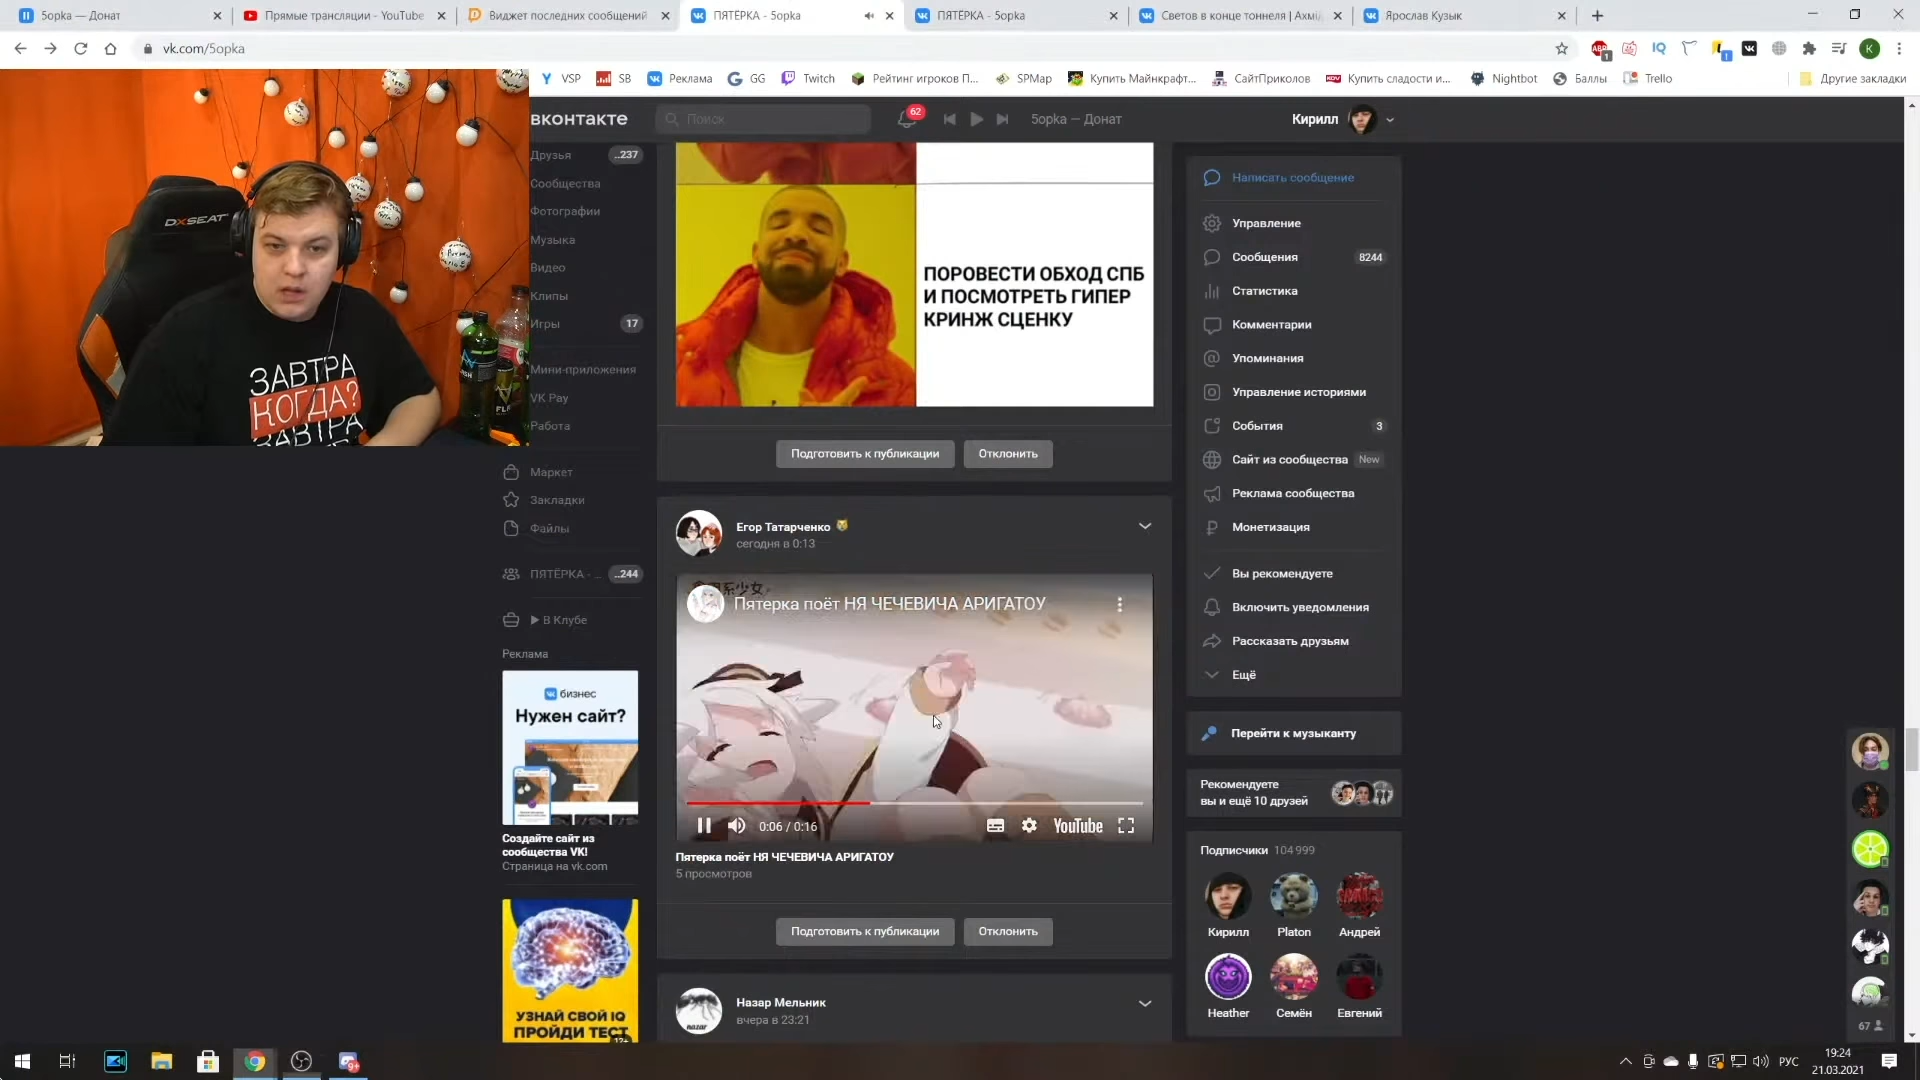 5opka — Донат
Прямые трансляции - YouTube
Виджет последних сообщений
ПЯТЁРКА - 5opka
ПЯТЁРКА - 5opka
Светов в конце тоннеля | Ахми
Ярослав Кузык
vk.com/5opka
VSP
SB
Реклама
GG
Twitch
Рейтинг игроков П...
SPMap
Купить Майнкрафт...
СайтПриколов
Купить сладости и...
Nightbot
Баллы
Trello
Другие закладки
вконтакте
Поиск
62
5opka — Донат
Кирилл
DXSEAT
ЗАВТРА
КОГДА?
ЗАВТРА
Друзья
..237
Сообщества
Фотографии
Музыка
Видео
Клипы
Игры
17
Мини-приложения
VK Pay
Работа
Маркет
Закладки
Файлы
ПЯТЁРКА - ...
..244
В Клубе
Реклама
бизнес
Нужен сайт?
Создайте сайт из
сообщества VK!
Страница на vk.com
УЗНАЙ СВОЙ IQ
ПРОЙДИ ТЕСТ
12+
ПОРОВЕСТИ ОБХОД СПБ
И ПОСМОТРЕТЬ ГИПЕР
КРИНЖ СЦЕНКУ
Подготовить к публикации
Отклонить
Егор Татарченко
сегодня в 0:13
Пятерка поёт НЯ ЧЕЧЕВИЧА АРИГАТОУ
0:06 / 0:16
YouTube
Пятерка поёт НЯ ЧЕЧЕВИЧА АРИГАТОУ
5 просмотров
Подготовить к публикации
Отклонить
nazar
Назар Мельник
вчера в 23:21
Написать сообщение
Управление
Сообщения
8244
Статистика
Комментарии
Упоминания
Управление историями
События
3
Сайт из сообщества
New
Реклама сообщества
Монетизация
Вы рекомендуете
Включить уведомления
Рассказать друзьям
Ещё
Перейти к музыканту
Рекомендуете
вы и ещё 10 друзей
Подписчики 104 999
Кирилл
Platon
Андрей
Heather
Семён
Евгений
67
РУС
19:24
21.03.2021